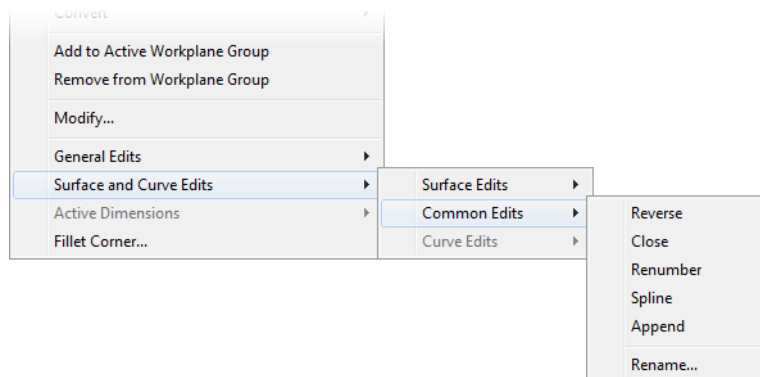 Convert
Add to Active Workplane Group
Remove from Workplane Group
Modify...
General Edits
Surface and Curve Edits
Active Dimensions
Fillet Corner...
Surface Edits
Common Edits
Curve Edits
Reverse
Close
Renumber
Spline
Append
Rename...